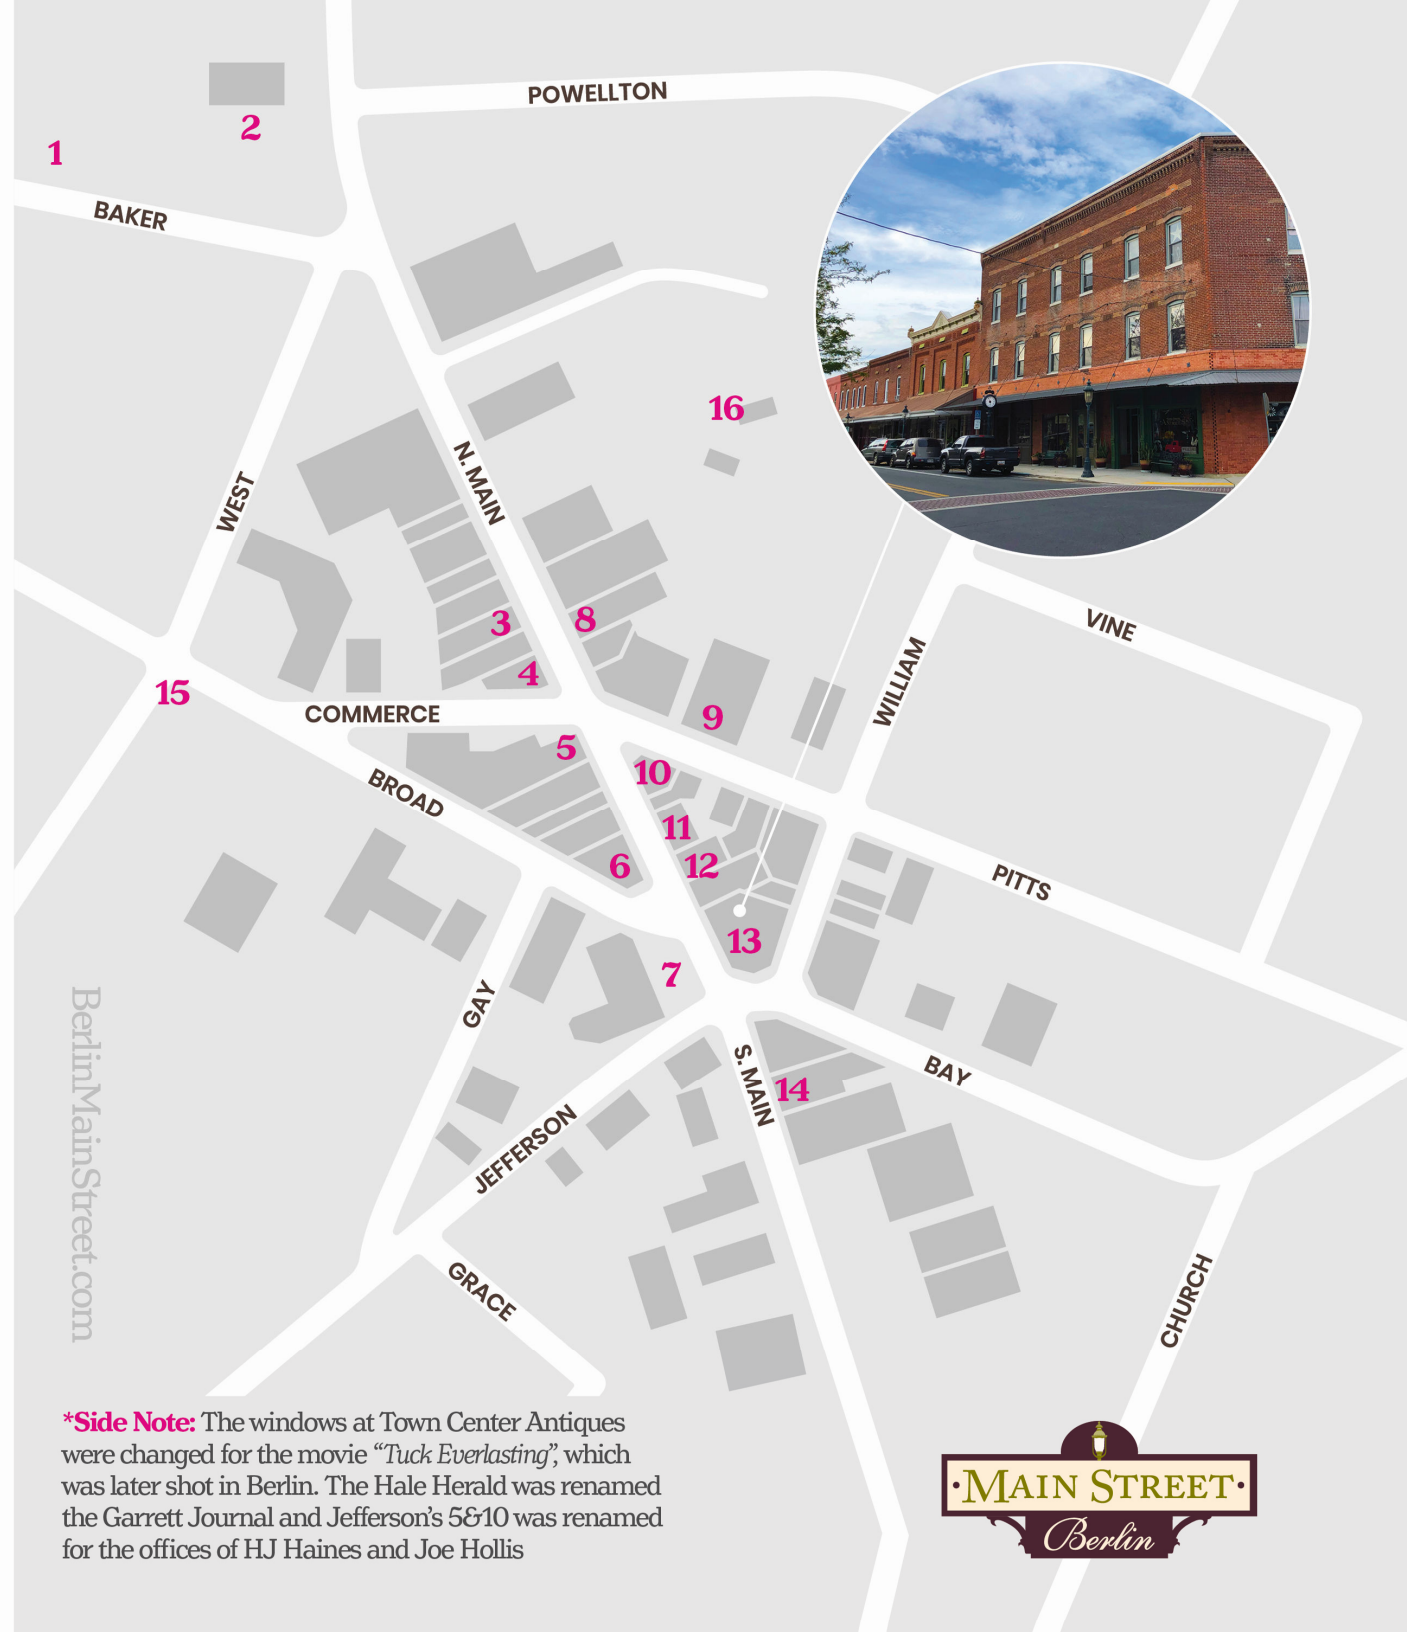 POWELLTON
2
1
BAKER
16
N. MAIN
WEST
3
8
4
VINE
WILLIAM
15
COMMERCE
9
5
10
BROAD
11
6
12
PITTS
13
7
GAY
BerlinMainStreet.com
S. MAIN
BAY
14
JEFFERSON
GRACE
CHURCH
*Side Note: The windows at Town Center Antiques
were changed for the movie “Tuck Everlasting”, which
was later shot in Berlin. The Hale Herald was renamed
the Garrett Journal and Jefferson’s 5&10 was renamed
for the offices of HJ Haines and Joe Hollis
•MAIN STREET•
Berlin